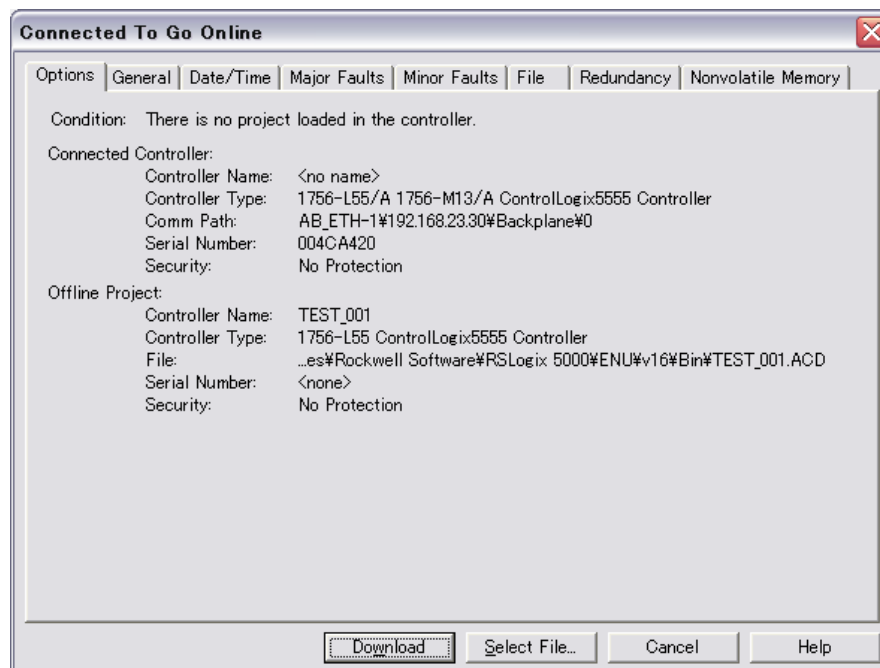 Connected To Go Online
Options General Date/Time Major Faults Minor Faults File Redundancy Nonvolatile Memory
Condition: There is no project loaded in the controller.
Connected Controller:
Controller Name: <no name>
Controller Type: 1756-L55/A 1756-M13/A ControlLogix5555 Controller
Comm Path: AB_ETH-1¥192.168.23.30¥Backplane¥0
Serial Number: 004CA420
Security: No Protection
Offline Project:
Controller Name: TEST_001
Controller Type: 1756-L55 ControlLogix5555 Controller
File: ...es¥Rockwell Software¥RSLogix 5000¥ENU¥v16¥Bin¥TEST_001.ACD
Serial Number: <none>
Security: No Protection
Download Select File... Cancel Help